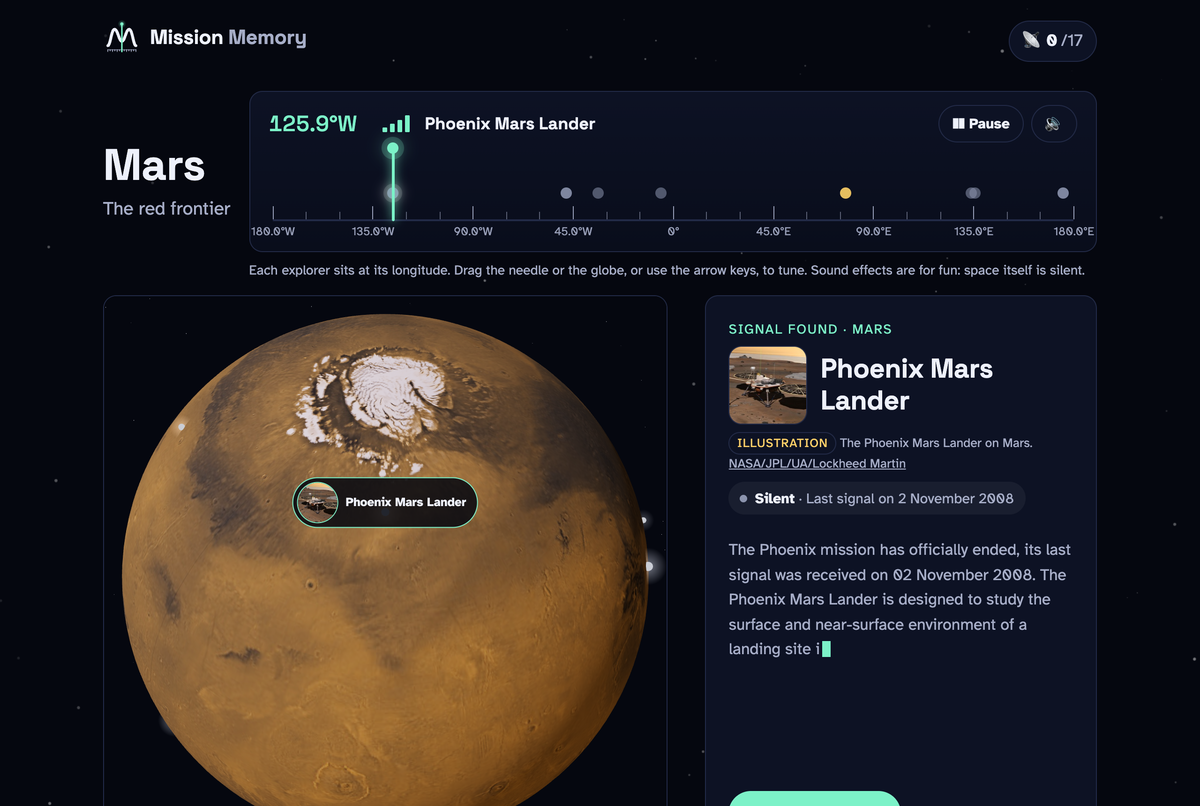 Mission Memory
0 /17
125.9°W
Phoenix Mars Lander
Pause
Mars
The red frontier
180.0°W 135.0°W 90.0°W 45.0°W 0° 45.0°E 90.0°E 135.0°E 180.0°E
Each explorer sits at its longitude. Drag the needle or the globe, or use the arrow keys, to tune. Sound effects are for fun: space itself is silent.
Phoenix Mars Lander
SIGNAL FOUND · MARS
Phoenix Mars
Lander
ILLUSTRATION The Phoenix Mars Lander on Mars.
NASA/JPL/UA/Lockheed Martin
Silent · Last signal on 2 November 2008
The Phoenix mission has officially ended, its last
signal was received on 02 November 2008. The
Phoenix Mars Lander is designed to study the
surface and near-surface environment of a
landing site i